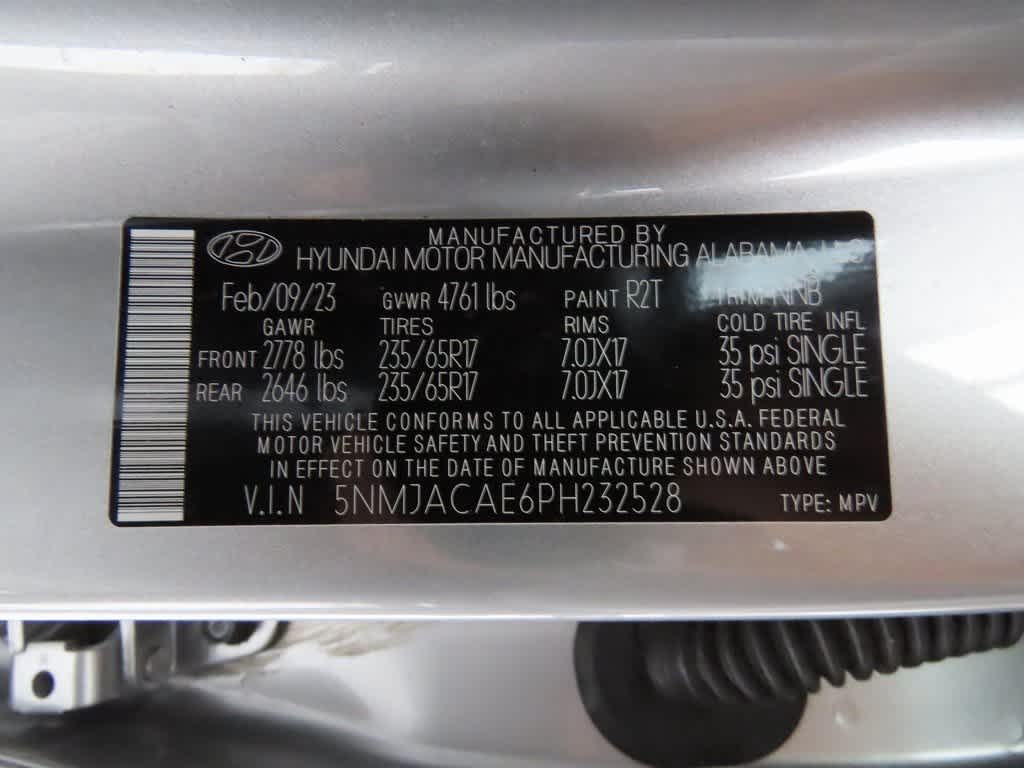 MANUFACTURED BY
HYUNDAI MOTOR MANUFACTURING ALABAMA, LLC
Feb/09/23 GVWR 4761 lbs PAINT R2T TRIM NNB
GAWR TIRES RIMS COLD TIRE INFL
FRONT 2778 lbs 235/65R17 7.0JX17 35 psi SINGLE
REAR 2646 lbs 235/65R17 7.0JX17 35 psi SINGLE
THIS VEHICLE CONFORMS TO ALL APPLICABLE U.S.A. FEDERAL
MOTOR VEHICLE SAFETY AND THEFT PREVENTION STANDARDS
IN EFFECT ON THE DATE OF MANUFACTURE SHOWN ABOVE
V.I.N 5NMJACAE6PH232528 TYPE: MPV